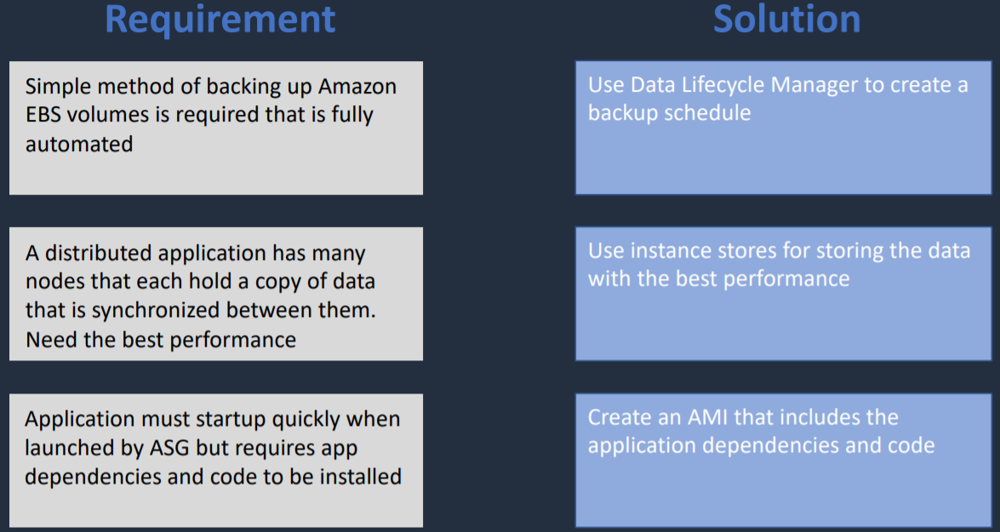 Requirement
Solution
Simple method of backing up Amazon
EBS volumes is required that is fully
automated
Use Data Lifecycle Manager to create a
backup schedule
A distributed application has many
nodes that each hold a copy of data
that is synchronized between them.
Need the best performance
Use instance stores for storing the data
with the best performance
Application must startup quickly when
launched by ASG but requires app
dependencies and code to be installed
Create an AMI that includes the
application dependencies and code